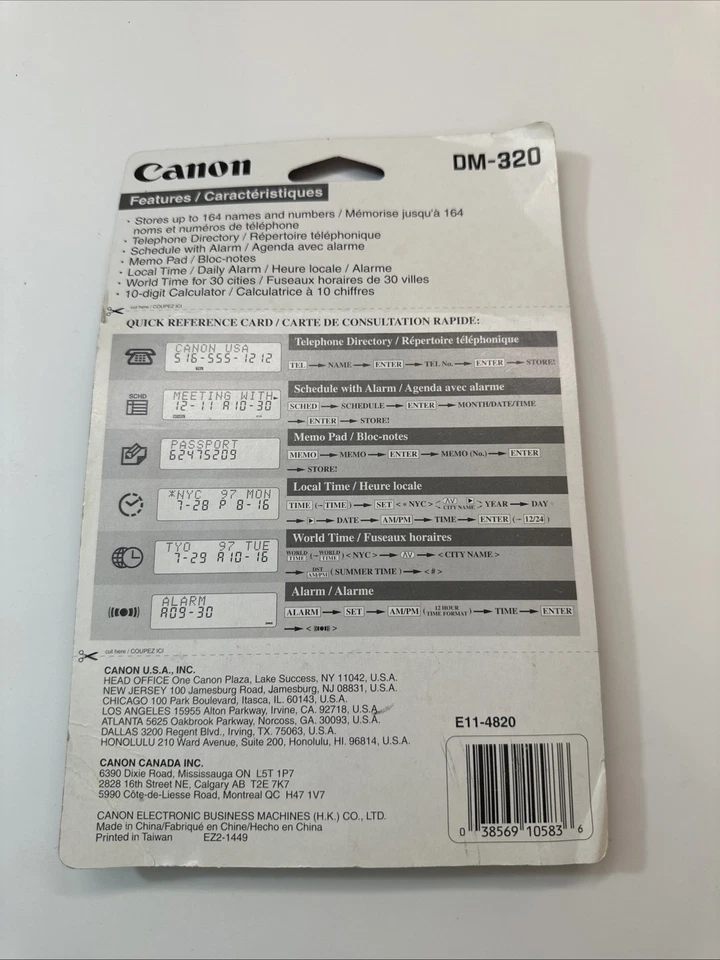 Canon
DM-320
Features / Caractéristiques
· Stores up to 164 names and numbers / Mémorise jusqu'à 164
noms et numéros de téléphone
· Telephone Directory / Répertoire téléphonique
· Schedule with Alarm / Agenda avec alarme
· Memo Pad / Bloc-notes
· Local Time / Daily Alarm / Heure locale / Alarme
· World Time for 30 cities / Fuseaux horaires de 30 villes
· 10-digit Calculator / Calculatrice à 10 chiffres
cut here / COUPEZ ICI
QUICK REFERENCE CARD / CARTE DE CONSULTATION RAPIDE:
CANON USA
516-555-1212
Telephone Directory / Répertoire téléphonique
TEL → NAME → ENTER → TEL No. → ENTER → STORE!
SCHD
MEETING WITH▸
12-11 A10-30
Schedule with Alarm / Agenda avec alarme
SCHED → SCHEDULE → ENTER → MONTH/DATE/TIME
→ ENTER → STORE!
PASSPORT
62475209
Memo Pad / Bloc-notes
MEMO → MEMO → ENTER → MEMO (No.) → ENTER
→ STORE!
*NYC 97 MON
7-28 P 8-16
Local Time / Heure locale
TIME (→ TIME) → SET < * NYC > ΛV CITY NAME ▶ YEAR → DAY
→ ▶ → DATE → AM/PM → TIME → ENTER (→ 12/24)
TYO 97 TUE
7-29 A10-16
World Time / Fuseaux horaires
WORLD TIME (→ WORLD TIME) < NYC > → ΛV → < CITY NAME >
→ DST AM/PM ( SUMMER TIME ) → < # >
ALARM
A09-30
Alarm / Alarme
ALARM → SET → AM/PM (12 HOUR TIME FORMAT) → TIME → ENTER
→ < ((●)) >
cut here / COUPEZ ICI
CANON U.S.A., INC.
HEAD OFFICE One Canon Plaza, Lake Success, NY 11042, U.S.A.
NEW JERSEY 100 Jamesburg Road, Jamesburg, NJ 08831, U.S.A.
CHICAGO 100 Park Boulevard, Itasca, IL. 60143, U.S.A.
LOS ANGELES 15955 Alton Parkway, Irvine, CA. 92718, U.S.A.
ATLANTA 5625 Oakbrook Parkway, Norcoss, GA. 30093, U.S.A.
DALLAS 3200 Regent Blvd., Irving, TX. 75063, U.S.A.
HONOLULU 210 Ward Avenue, Suite 200, Honolulu, HI. 96814, U.S.A.
CANON CANADA INC.
6390 Dixie Road, Mississauga ON L5T 1P7
2828 16th Street NE, Calgary AB T2E 7K7
5990 Côte-de-Liesse Road, Montreal QC H47 1V7
CANON ELECTRONIC BUSINESS MACHINES (H.K.) CO., LTD.
Made in China/Fabriqué en Chine/Hecho en China
Printed in Taiwan EZ2-1449
E11-4820
0 38569 10583 6